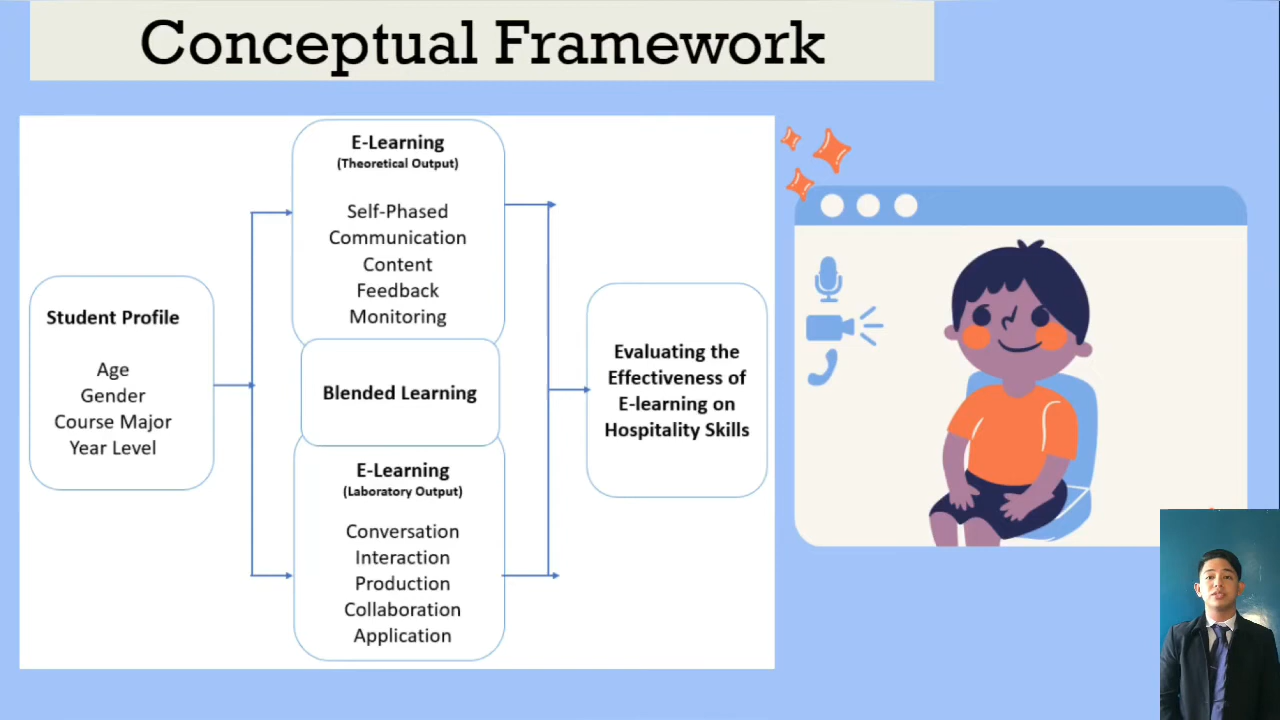 Conceptual Framework
E-Learning
(Theoretical Output)
Self-Phased
Communication
Content
Feedback
Monitoring
Student Profile
Age
Gender
Course Major
Year Level
Blended Learning
E-Learning
(Laboratory Output)
Conversation
Interaction
Production
Collaboration
Application
Evaluating the
Effectiveness of
E-learning on
Hospitality Skills